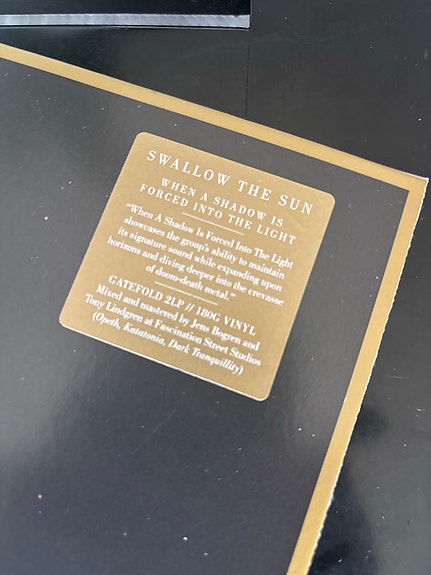 SWALLOW THE SUN
WHEN A SHADOW IS
FORCED INTO THE LIGHT
"When A Shadow Is Forced Into The Light
showcases the group's ability to maintain
its signature sound while expanding upon
horizons and diving deeper into the crevasse
of doom-death metal."
GATEFOLD 2LP // 180G VINYL
Mixed and mastered by Jens Bogren and
Tony Lindgren at Fascination Street Studios
(Opeth, Katatonia, Dark Tranquillity)